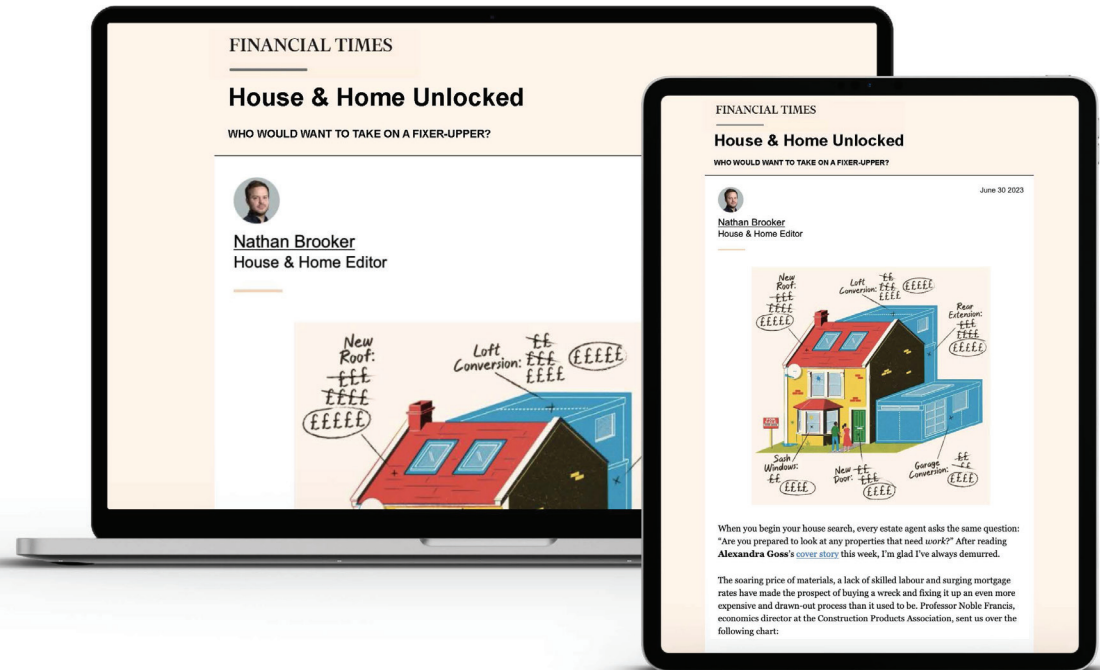 FINANCIAL TIMES
House & Home Unlocked
WHO WOULD WANT TO TAKE ON A FIXER-UPPER?
Nathan Brooker
House & Home Editor
New
Roof:
£££
££££
£££££
Loft
Conversion:
££
£££
££££
£££££
FINANCIAL TIMES
House & Home Unlocked
WHO WOULD WANT TO TAKE ON A FIXER-UPPER?
June 30 2023
Nathan Brooker
House & Home Editor
New
Roof:
£££
££££
£££££
Loft
Conversion:
££
£££
££££
£££££
Rear
Extension:
£££
££££
£££££
Sash
Windows:
££
££££
New
Door:
££
£££
££££
Garage
Conversion:
££
££££
When you begin your house search, every estate agent asks the same question:
“Are you prepared to look at any properties that need work?” After reading
Alexandra Goss’s cover story this week, I’m glad I’ve always demurred.
The soaring price of materials, a lack of skilled labour and surging mortgage
rates have made the prospect of buying a wreck and fixing it up an even more
expensive and drawn-out process than it used to be. Professor Noble Francis,
economics director at the Construction Products Association, sent us over the
following chart: